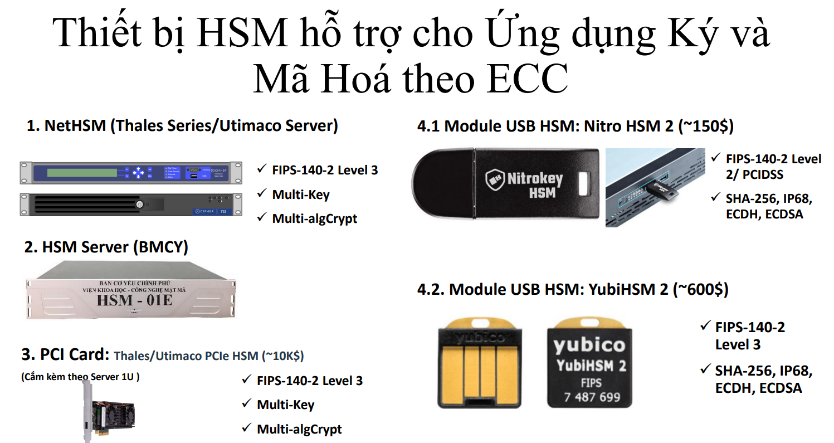 Thiết bị HSM hỗ trợ cho Ứng dụng Ký và
Mã Hoá theo ECC
1. NetHSM (Thales Series/Utimaco Server)
✓ FIPS-140-2 Level 3
✓ Multi-Key
✓ Multi-algCrypt
2. HSM Server (BMCY)
BAN CƠ YẾU CHÍNH PHỦ
VIỆN KHOA HỌC - CÔNG NGHỆ MẬT MÃ
HSM - 01E
3. PCI Card: Thales/Utimaco PCIe HSM (~10K$)
(Cắm kèm theo Server 1U )
✓ FIPS-140-2 Level 3
✓ Multi-Key
✓ Multi-algCrypt
4.1 Module USB HSM: Nitro HSM 2 (~150$)
Nitrokey
HSM
✓ FIPS-140-2 Level
2/ PCIDSS
✓ SHA-256, IP68,
ECDH, ECDSA
4.2. Module USB HSM: YubiHSM 2 (~600$)
yubico
yubico
YubiHSM 2
FIPS
7 487 699
✓ FIPS-140-2
Level 3
✓ SHA-256, IP68,
ECDH, ECDSA